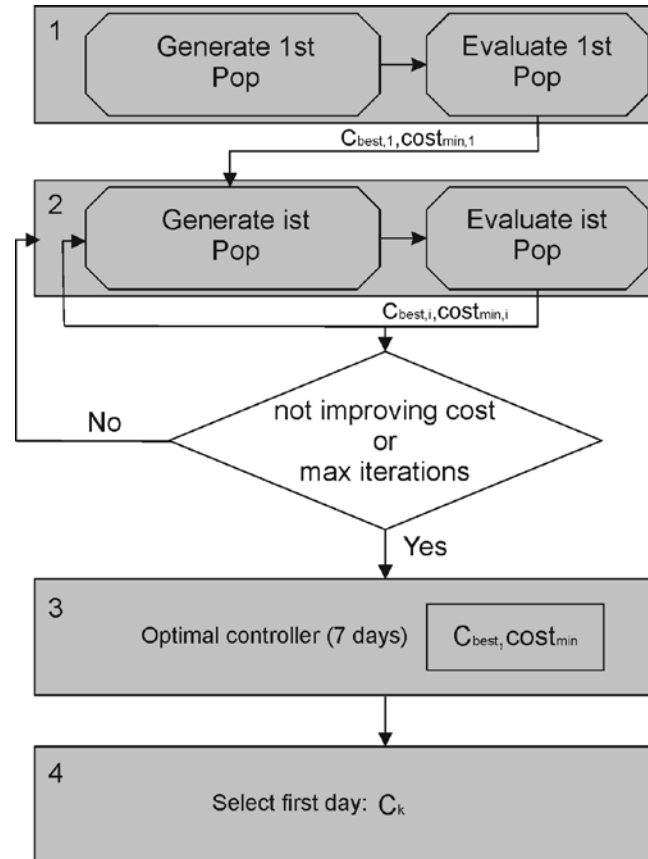 1
Generate 1st
Pop
Evaluate 1st
Pop
Cbest,1,costmin,1
2
Generate ist
Pop
Evaluate ist
Pop
Cbest,i,costmin,i
No
not improving cost
or
max iterations
Yes
3
Optimal controller (7 days)
Cbest,costmin
4
Select first day: Ck